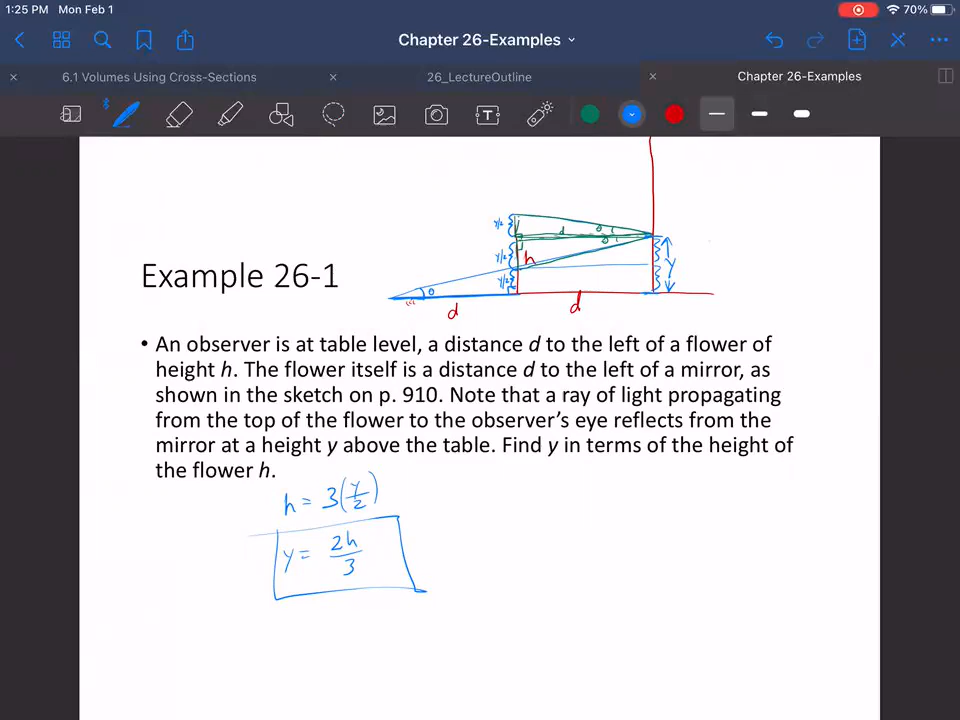 1:25 PM Mon Feb 1
70%
Chapter 26-Examples
6.1 Volumes Using Cross-Sections
26_LectureOutline
Chapter 26-Examples
T
Y/2
d
θ
θ
Y/2
h
Y
Y/2
θ
d
d
Example 26-1
• An observer is at table level, a distance d to the left of a flower of
height h. The flower itself is a distance d to the left of a mirror, as
shown in the sketch on p. 910. Note that a ray of light propagating
from the top of the flower to the observer’s eye reflects from the
mirror at a height y above the table. Find y in terms of the height of
the flower h.
h = 3(Y/2)
y = 2h/3